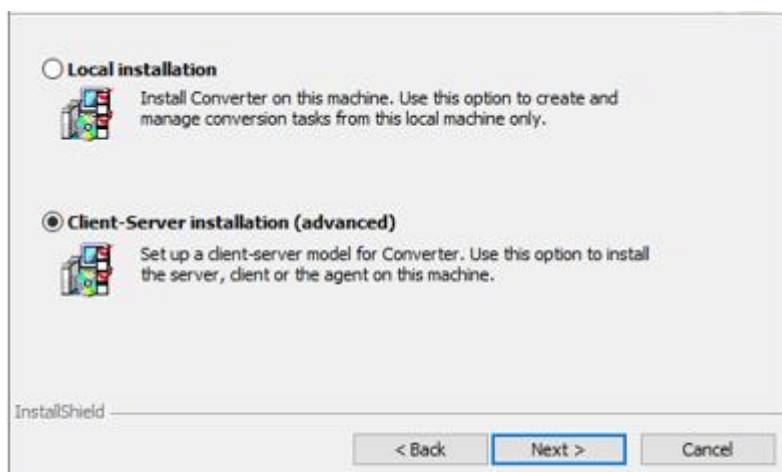 Local installation
Install Converter on this machine. Use this option to create and
manage conversion tasks from this local machine only.
Client-Server installation (advanced)
Set up a client-server model for Converter. Use this option to install
the server, client or the agent on this machine.
InstallShield
< Back Next > Cancel